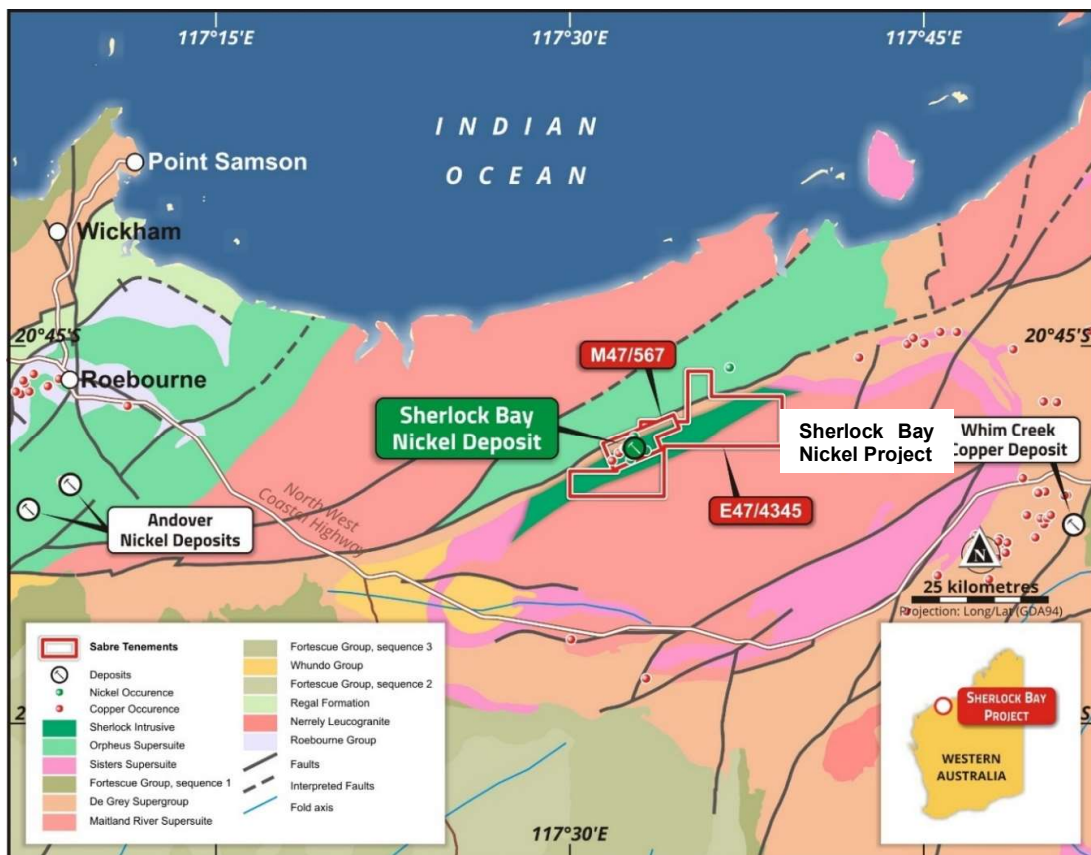 117°15'E
117°30'E
117°45'E
INDIAN
OCEAN
Point Samson
Wickham
20°45'S
20°45'S
M47/567
Roebourne
Sherlock Bay
Nickel Deposit
Sherlock Bay
Nickel Project
Whim Creek
Copper Deposit
E47/4345
Andover
Nickel Deposits
North West
Coastal Highway
N
25 kilometres
Projection: Long/Lat (GDA94)
Sabre Tenements
Deposits
Nickel Occurence
Copper Occurence
Sherlock Intrusive
Orpheus Supersuite
Sisters Supersuite
Fortescue Group, sequence 1
De Grey Supergroup
Maitland River Supersuite
Fortescue Group, sequence 3
Whundo Group
Fortescue Group, sequence 2
Regal Formation
Nerrely Leucogranite
Roebourne Group
Faults
Interpreted Faults
Fold axis
SHERLOCK BAY
PROJECT
WESTERN
AUSTRALIA
117°30'E